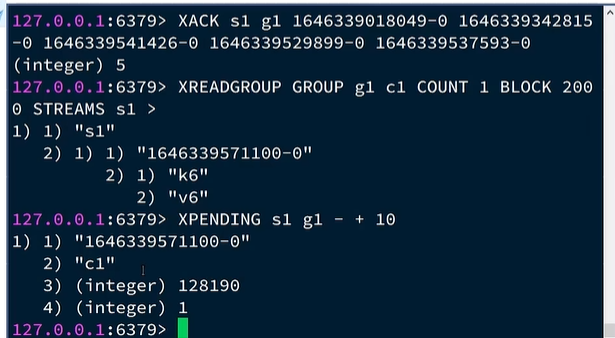 127.0.0.1:6379> XACK s1 g1 1646339018049-0 1646339342815
-0 1646339541426-0 1646339529899-0 1646339537593-0
(integer) 5
127.0.0.1:6379> XREADGROUP GROUP g1 c1 COUNT 1 BLOCK 200
0 STREAMS s1 >
1) 1) "s1"
   2) 1) 1) "1646339571100-0"
         2) 1) "k6"
            2) "v6"
127.0.0.1:6379> XPENDING s1 g1 - + 10
1) 1) "1646339571100-0"
   2) "c1"
   3) (integer) 128190
   4) (integer) 1
127.0.0.1:6379>